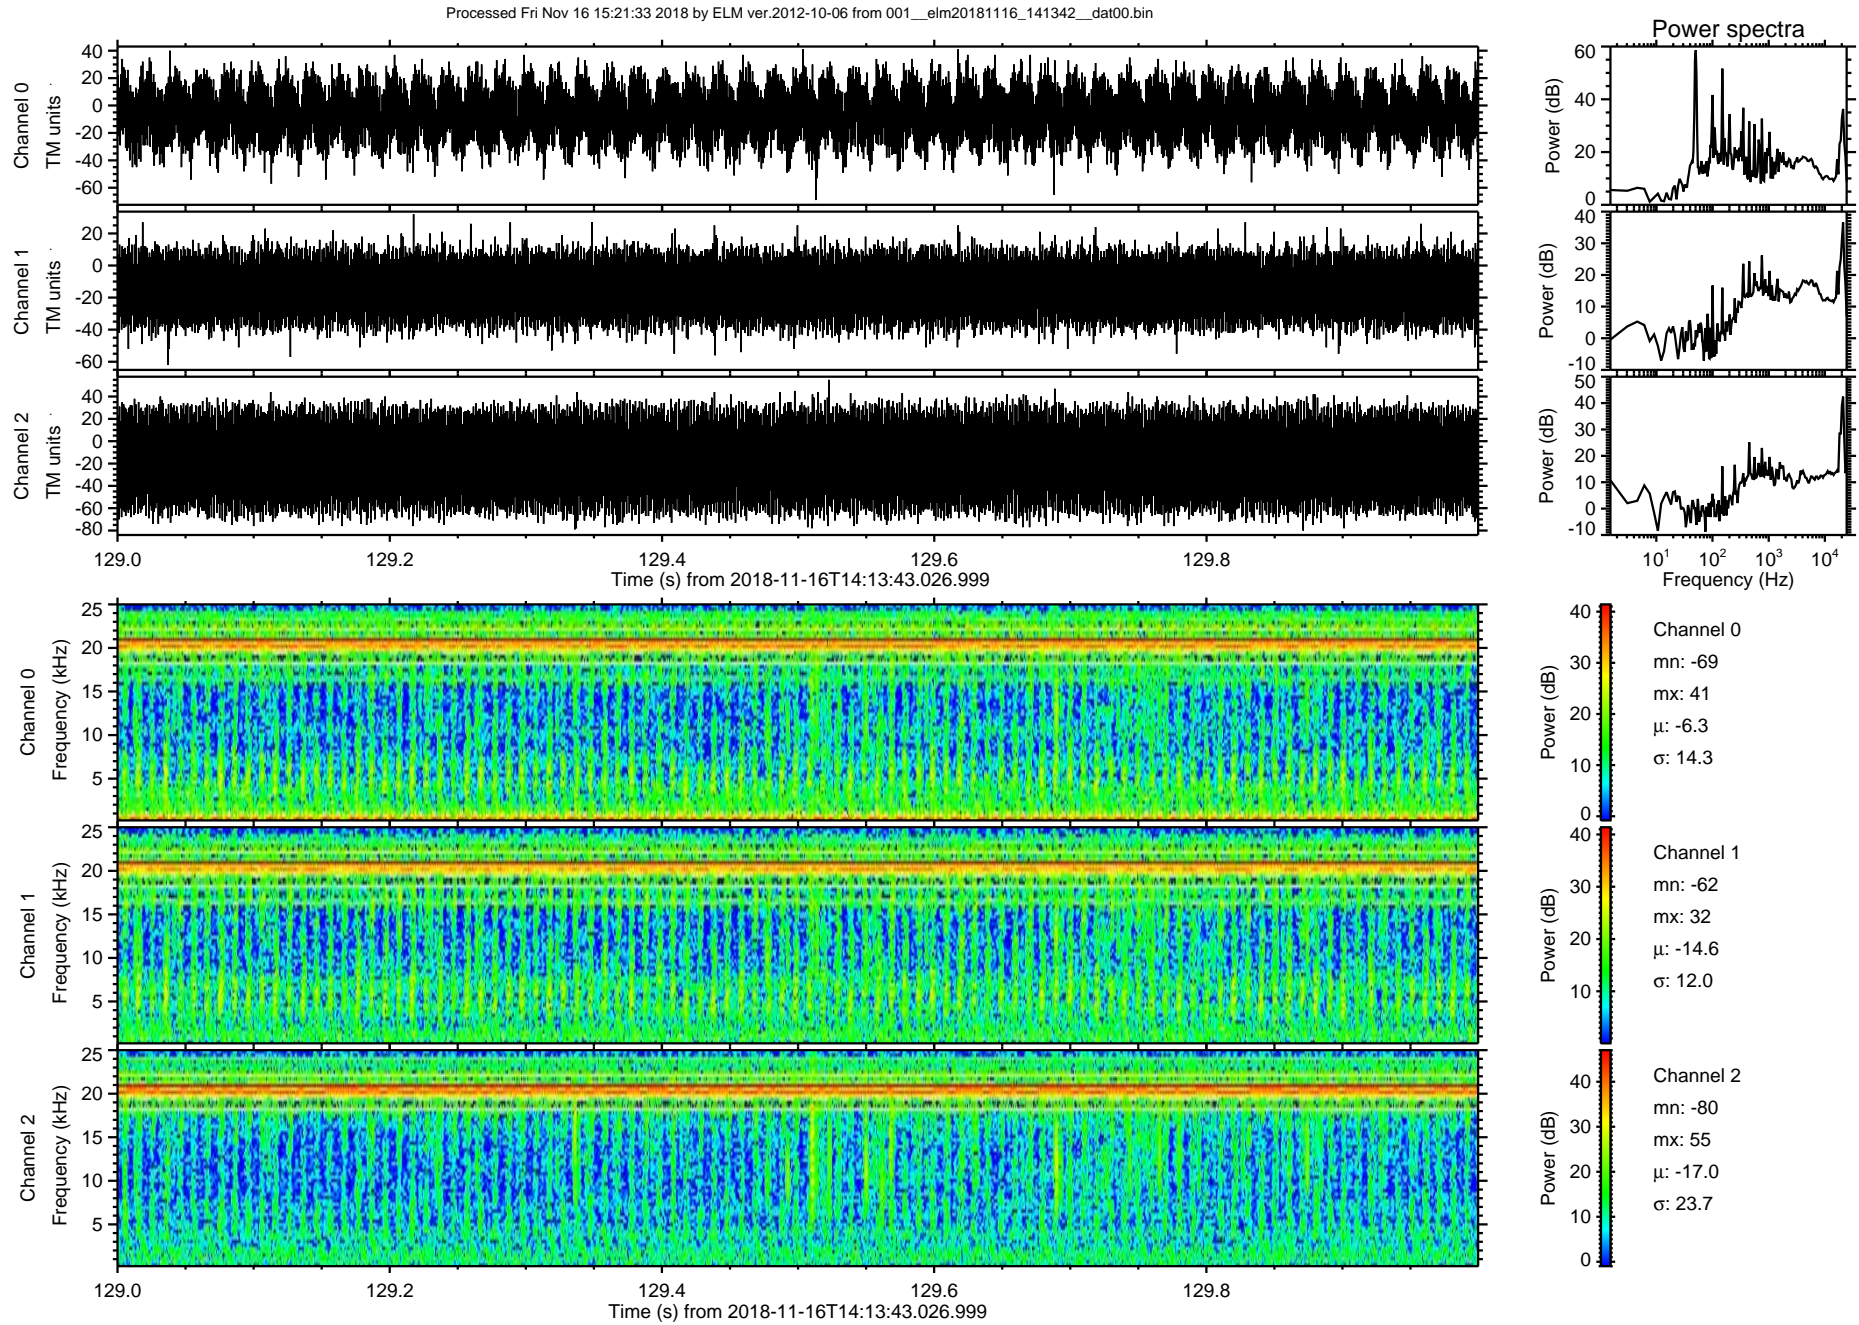 Processed Fri Nov 16 15:21:33 2018 by ELM ver.2012-10-06 from 001__elm20181116_141342__dat00.bin
Power spectra
Channel 0
TM units
40
20
0
-20
-40
-60
Power (dB)
60
40
20
0
Channel 1
TM units
20
0
-20
-40
-60
Power (dB)
40
30
20
10
0
-10
Channel 2
TM units
40
20
0
-20
-40
-60
-80
Power (dB)
50
40
30
20
10
0
-10
129.0 129.2 129.4 129.6 129.8
Time (s) from 2018-11-16T14:13:43.026.999
10¹ 10² 10³ 10⁴
Frequency (Hz)
Channel 0
Frequency (kHz)
25
20
15
10
5
Power (dB)
40
30
20
10
0
Channel 0
mn: -69
mx: 41
μ: -6.3
σ: 14.3
Channel 1
Frequency (kHz)
25
20
15
10
5
Power (dB)
40
30
20
10
Channel 1
mn: -62
mx: 32
μ: -14.6
σ: 12.0
Channel 2
Frequency (kHz)
25
20
15
10
5
Power (dB)
40
30
20
10
0
Channel 2
mn: -80
mx: 55
μ: -17.0
σ: 23.7
129.0 129.2 129.4 129.6 129.8
Time (s) from 2018-11-16T14:13:43.026.999